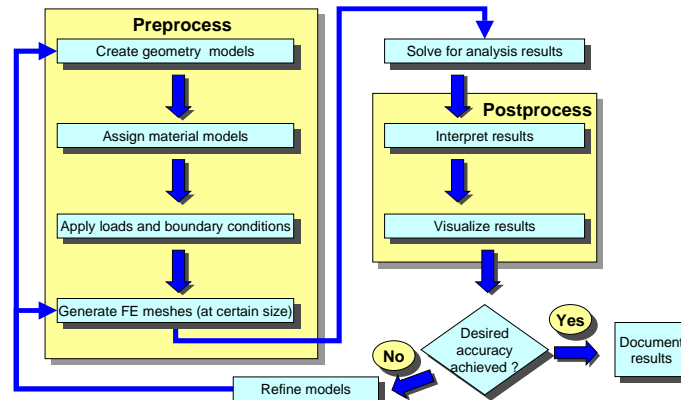 Preprocess
Create geometry models
Assign material models
Apply loads and boundary conditions
Generate FE meshes (at certain size)
Solve for analysis results
Postprocess
Interpret results
Visualize results
Desired
accuracy
achieved ?
Yes
No
Document
results
Refine models